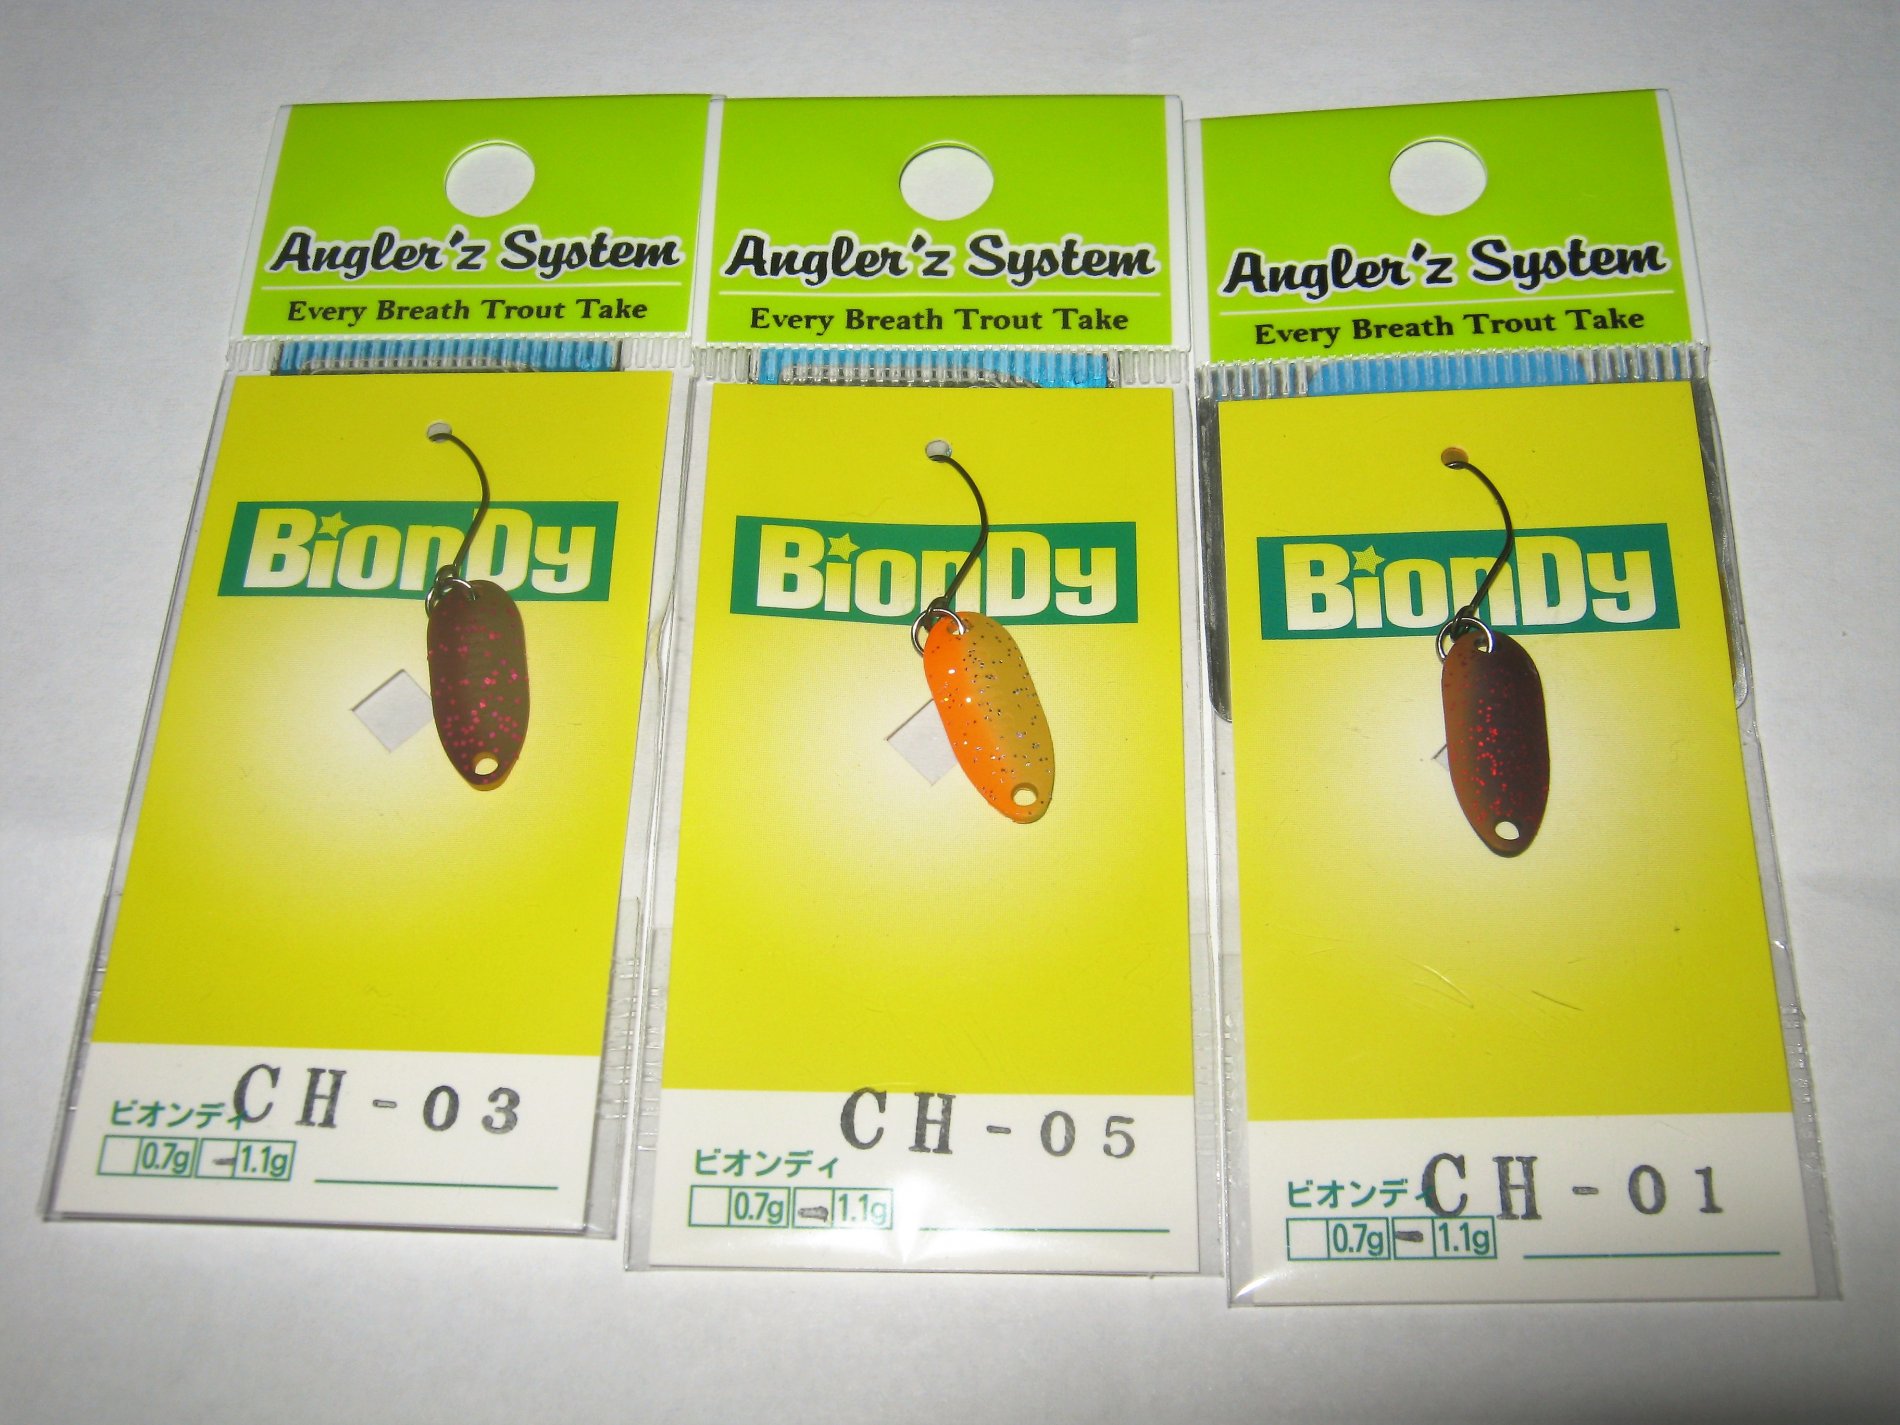 Angler'z System
Every Breath Trout Take
BionDy
CH-03
ビオンディ
0.7g 1.1g
Angler'z System
Every Breath Trout Take
BionDy
CH-05
ビオンディ
0.7g 1.1g
Angler'z System
Every Breath Trout Take
BionDy
CH-01
ビオンディ
0.7g 1.1g